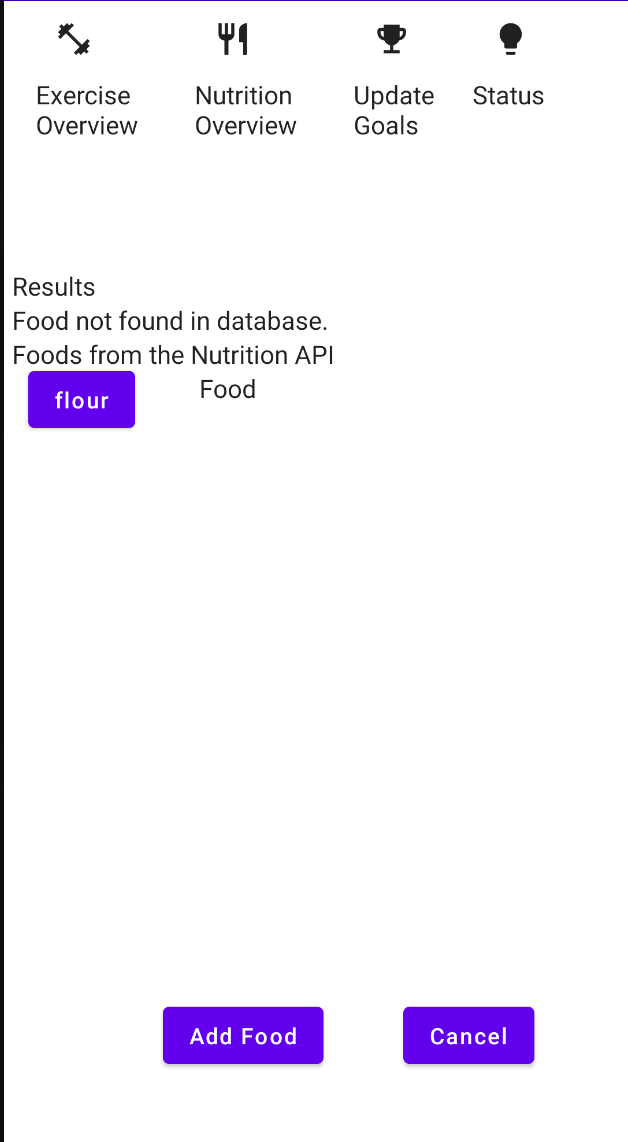 Exercise
Overview
Nutrition
Overview
Update
Goals
Status
Results
Food not found in database.
Foods from the Nutrition API
flour
Food
Add Food
Cancel